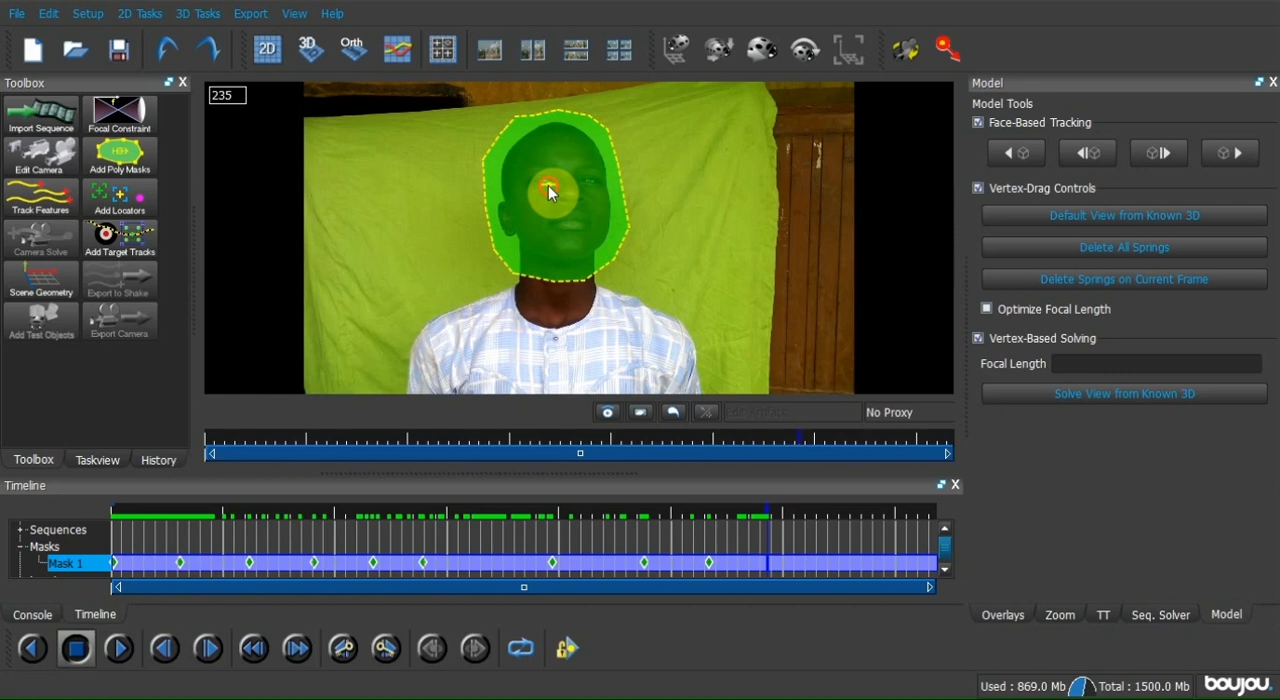 File Edit Setup 2D Tasks 3D Tasks Export View Help
2D 3D Orth
Toolbox
Import Sequence Focal Constraint
Edit Camera Add Poly Masks
Track Features Add Locators
Camera Solve Add Target Tracks
Scene Geometry Export to Shake
Add Test Objects Export Camera
Toolbox Taskview History
235
No Proxy
Model
Model Tools
Face-Based Tracking
Vertex-Drag Controls
Default View from Known 3D
Delete All Springs
Delete Springs on Current Frame
Optimize Focal Length
Vertex-Based Solving
Focal Length
Solve View from Known 3D
Timeline
Sequences
Masks
Mask 1
Console Timeline
Overlays Zoom TT Seq. Solver Model
Used : 869.0 Mb Total : 1500.0 Mb boujou